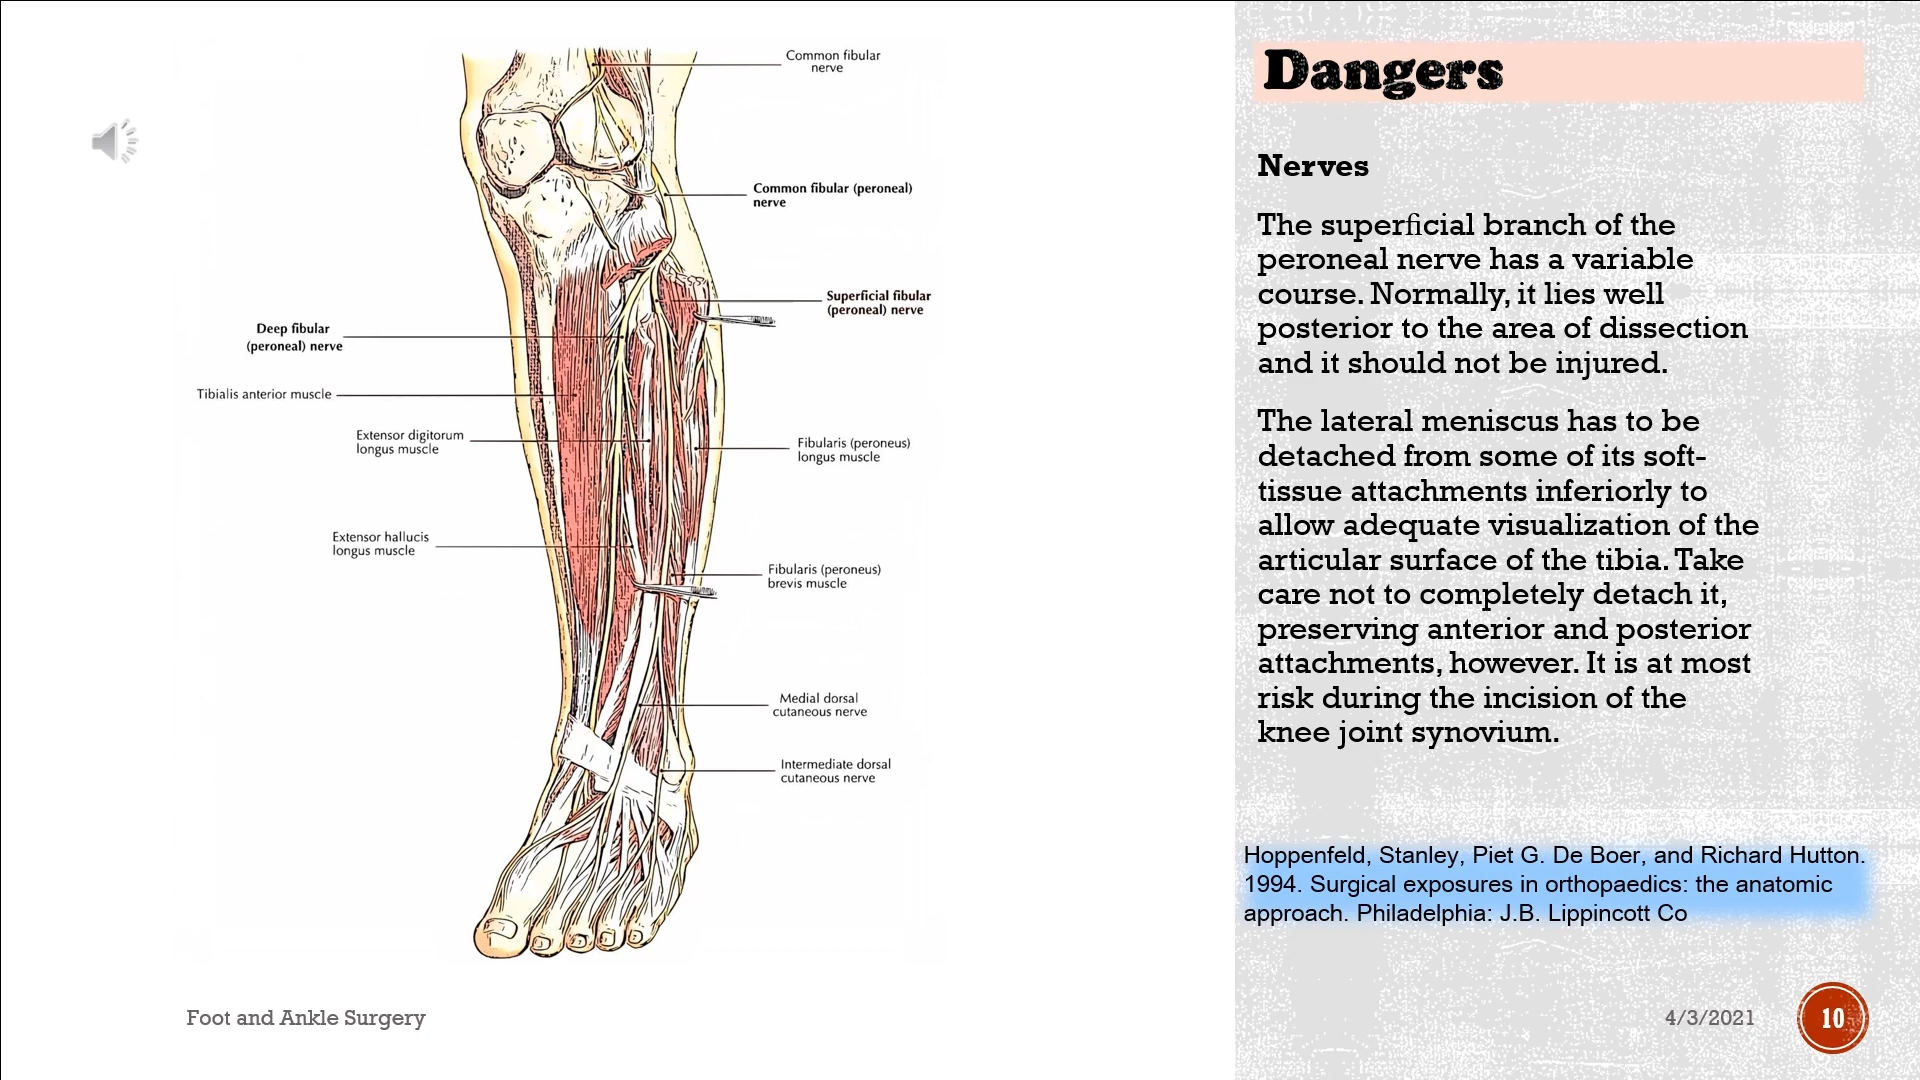 Common fibular
nerve
Common fibular (peroneal)
nerve
Superficial fibular
(peroneal) nerve
Deep fibular
(peroneal) nerve
Tibialis anterior muscle
Extensor digitorum
longus muscle
Fibularis (peroneus)
longus muscle
Extensor hallucis
longus muscle
Fibularis (peroneus)
brevis muscle
Medial dorsal
cutaneous nerve
Intermediate dorsal
cutaneous nerve
Foot and Ankle Surgery
Dangers
Nerves
The superficial branch of the
peroneal nerve has a variable
course. Normally, it lies well
posterior to the area of dissection
and it should not be injured.
The lateral meniscus has to be
detached from some of its soft-
tissue attachments inferiorly to
allow adequate visualization of the
articular surface of the tibia. Take
care not to completely detach it,
preserving anterior and posterior
attachments, however. It is at most
risk during the incision of the
knee joint synovium.
Hoppenfeld, Stanley, Piet G. De Boer, and Richard Hutton.
1994. Surgical exposures in orthopaedics: the anatomic
approach. Philadelphia: J.B. Lippincott Co
4/3/2021
10